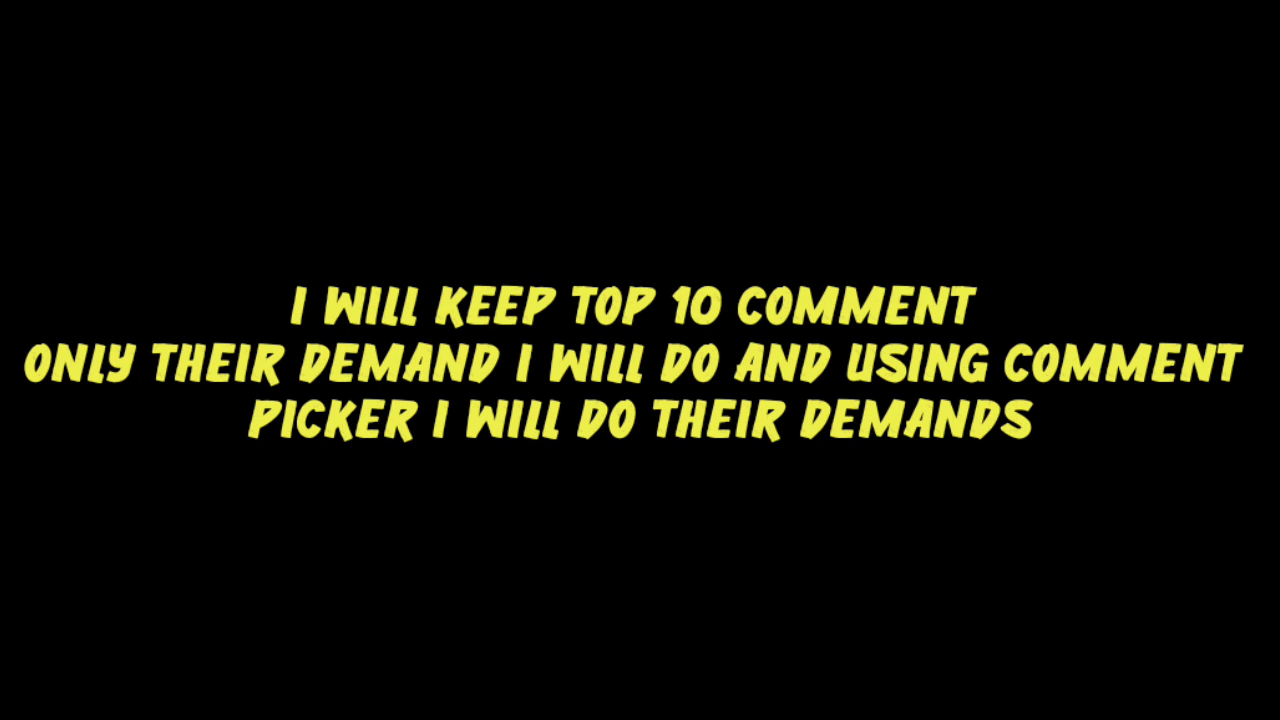 I WILL KEEP TOP 10 COMMENT
ONLY THEIR DEMAND I WILL DO AND USING COMMENT
PICKER I WILL DO THEIR DEMANDS